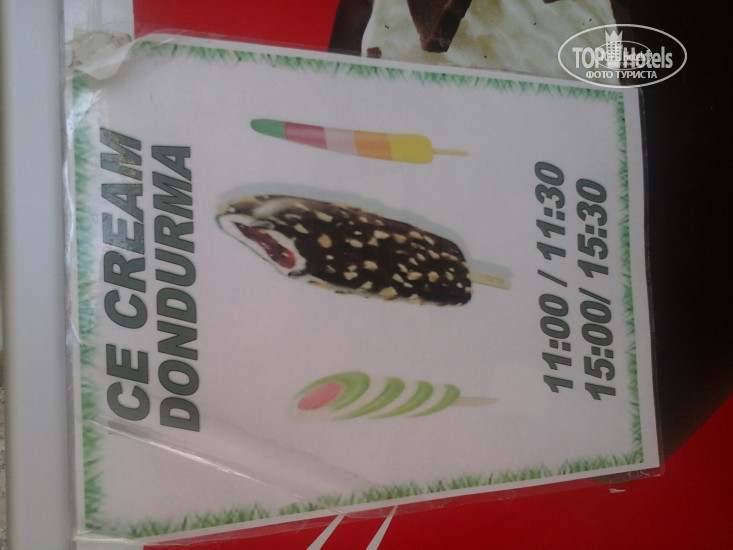 CE CREAM
DONDURMA
11:00 / 11:30
15:00/ 15:30
TOP Hotels
ФОТО ТУРИСТА